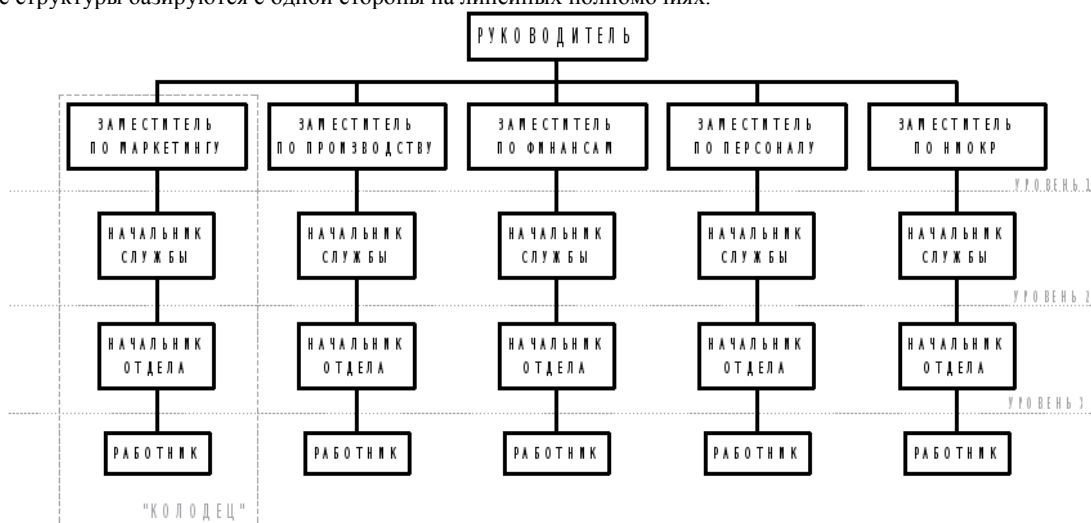 е структуры базируются с одной стороны на линейных полномочиях.
РУКОВОДИТЕЛЬ
ЗАМЕСТИТЕЛЬ
ПО МАРКЕТИНГУ
ЗАМЕСТИТЕЛЬ
ПО ПРОИЗВОДСТВУ
ЗАМЕСТИТЕЛЬ
ПО ФИНАНСАМ
ЗАМЕСТИТЕЛЬ
ПО ПЕРСОНАЛУ
ЗАМЕСТИТЕЛЬ
ПО НИОКР
УРОВЕНЬ 1
НАЧАЛЬНИК
СЛУЖБЫ
НАЧАЛЬНИК
СЛУЖБЫ
НАЧАЛЬНИК
СЛУЖБЫ
НАЧАЛЬНИК
СЛУЖБЫ
НАЧАЛЬНИК
СЛУЖБЫ
УРОВЕНЬ 2
НАЧАЛЬНИК
ОТДЕЛА
НАЧАЛЬНИК
ОТДЕЛА
НАЧАЛЬНИК
ОТДЕЛА
НАЧАЛЬНИК
ОТДЕЛА
НАЧАЛЬНИК
ОТДЕЛА
УРОВЕНЬ 3
РАБОТНИК
РАБОТНИК
РАБОТНИК
РАБОТНИК
РАБОТНИК
"КОЛОДЕЦ"